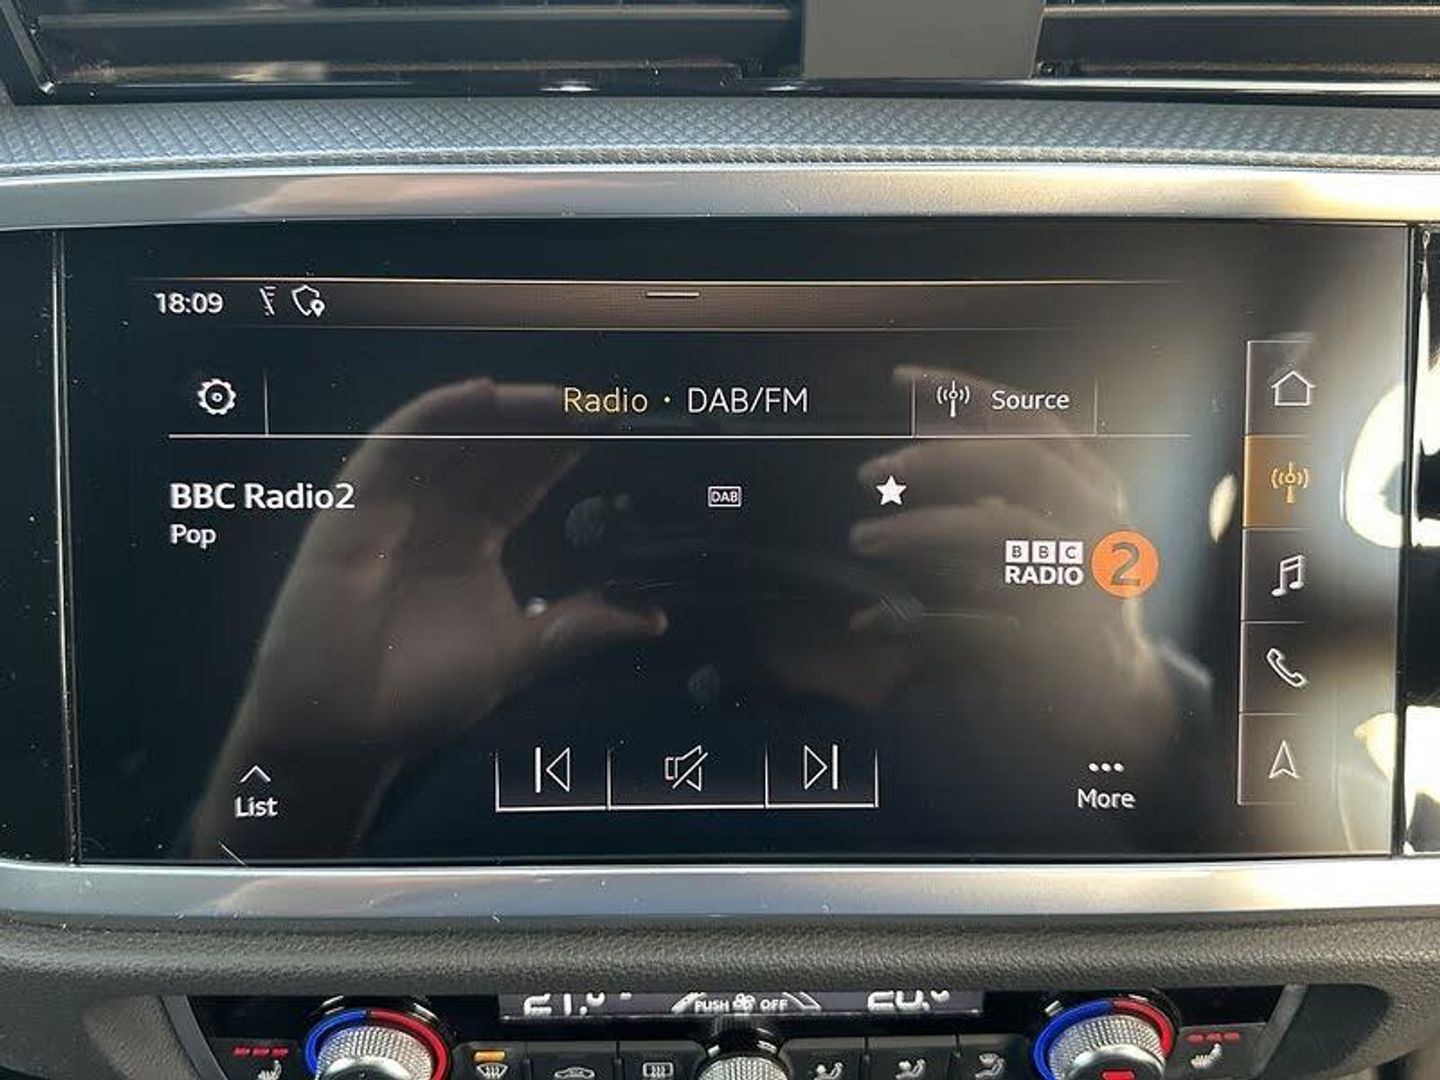 18:09
Radio · DAB/FM
Source
BBC Radio2
DAB
Pop
BBC
RADIO 2
List
More
PUSH OFF